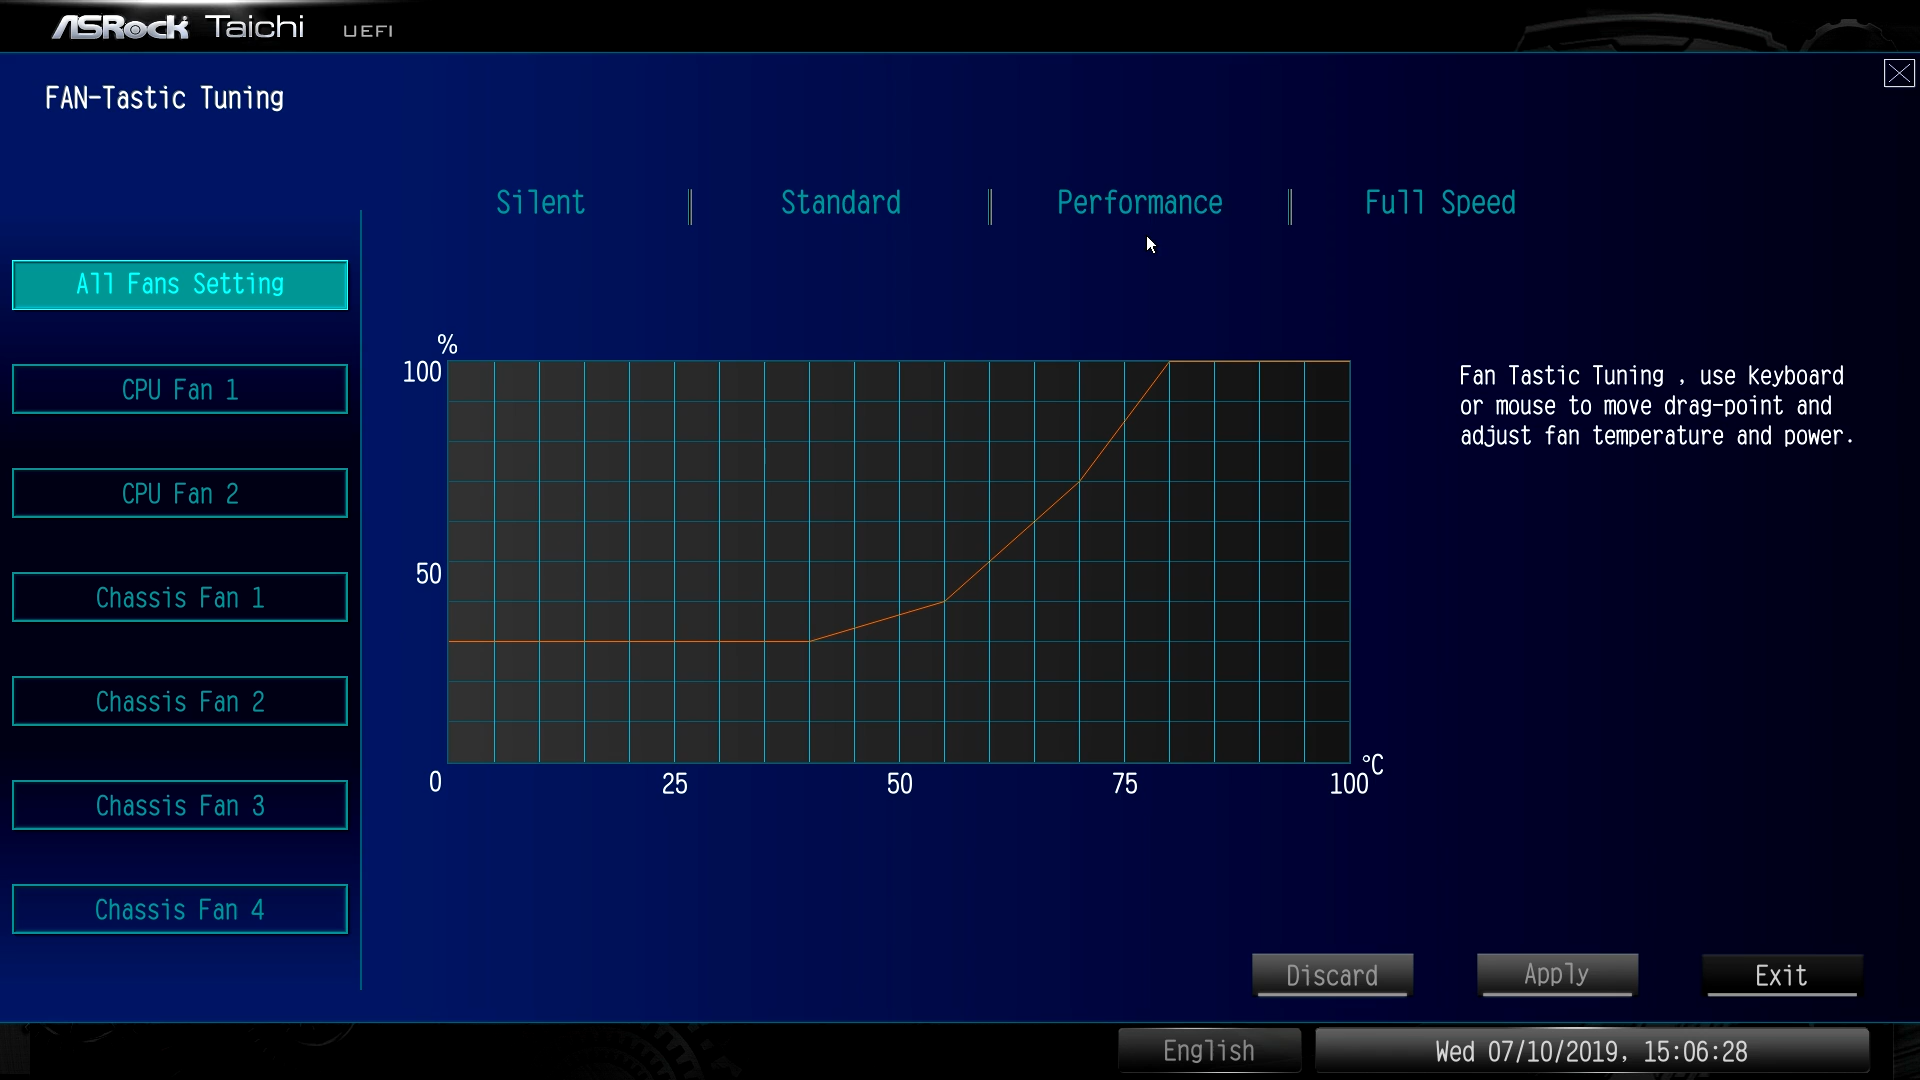 ASRock Taichi UEFI
FAN-Tastic Tuning
Silent
Standard
Performance
Full Speed
All Fans Setting
CPU Fan 1
CPU Fan 2
Chassis Fan 1
Chassis Fan 2
Chassis Fan 3
Chassis Fan 4
%
100
50
0
25
50
75
100
°C
Fan Tastic Tuning , use keyboard
or mouse to move drag-point and
adjust fan temperature and power.
Discard
Apply
Exit
English
Wed 07/10/2019, 15:06:28